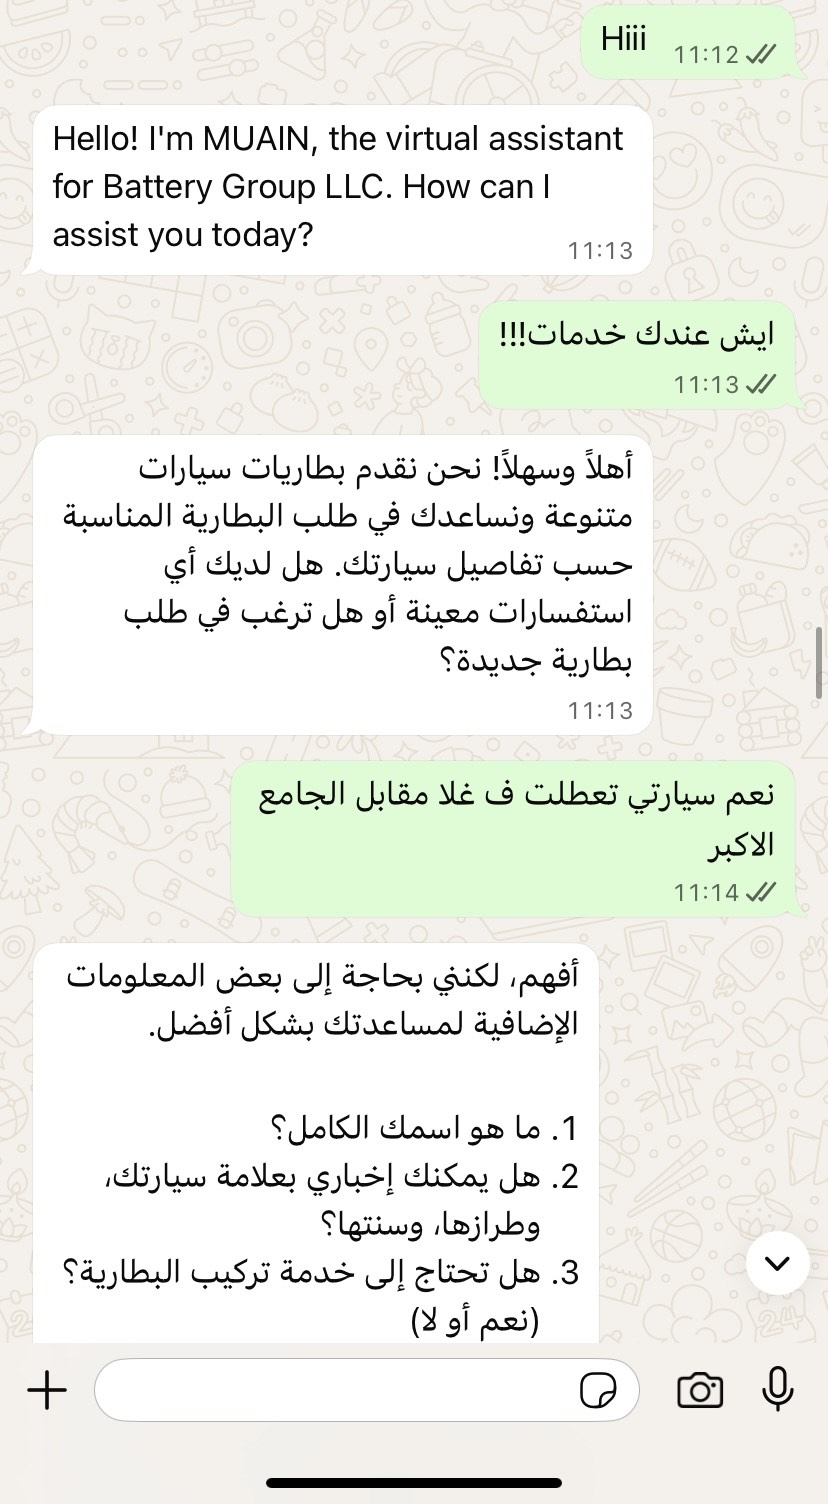 Hiii
11:12
Hello! I'm MUAIN, the virtual assistant
for Battery Group LLC. How can I
assist you today?
11:13
ايش عندك خدمات!!!
11:13
أهلاً وسهلاً! نحن نقدم بطاريات سيارات
متنوعة ونساعدك في طلب البطارية المناسبة
حسب تفاصيل سيارتك. هل لديك أي
استفسارات معينة أو هل ترغب في طلب
بطارية جديدة؟
11:13
نعم سيارتي تعطلت ف غلا مقابل الجامع
الاكبر
11:14
أفهم، لكنني بحاجة إلى بعض المعلومات
الإضافية لمساعدتك بشكل أفضل.
1. ما هو اسمك الكامل؟
2. هل يمكنك إخباري بعلامة سيارتك،
وطرازها، وسنتها؟
3. هل تحتاج إلى خدمة تركيب البطارية؟
(نعم أو لا)